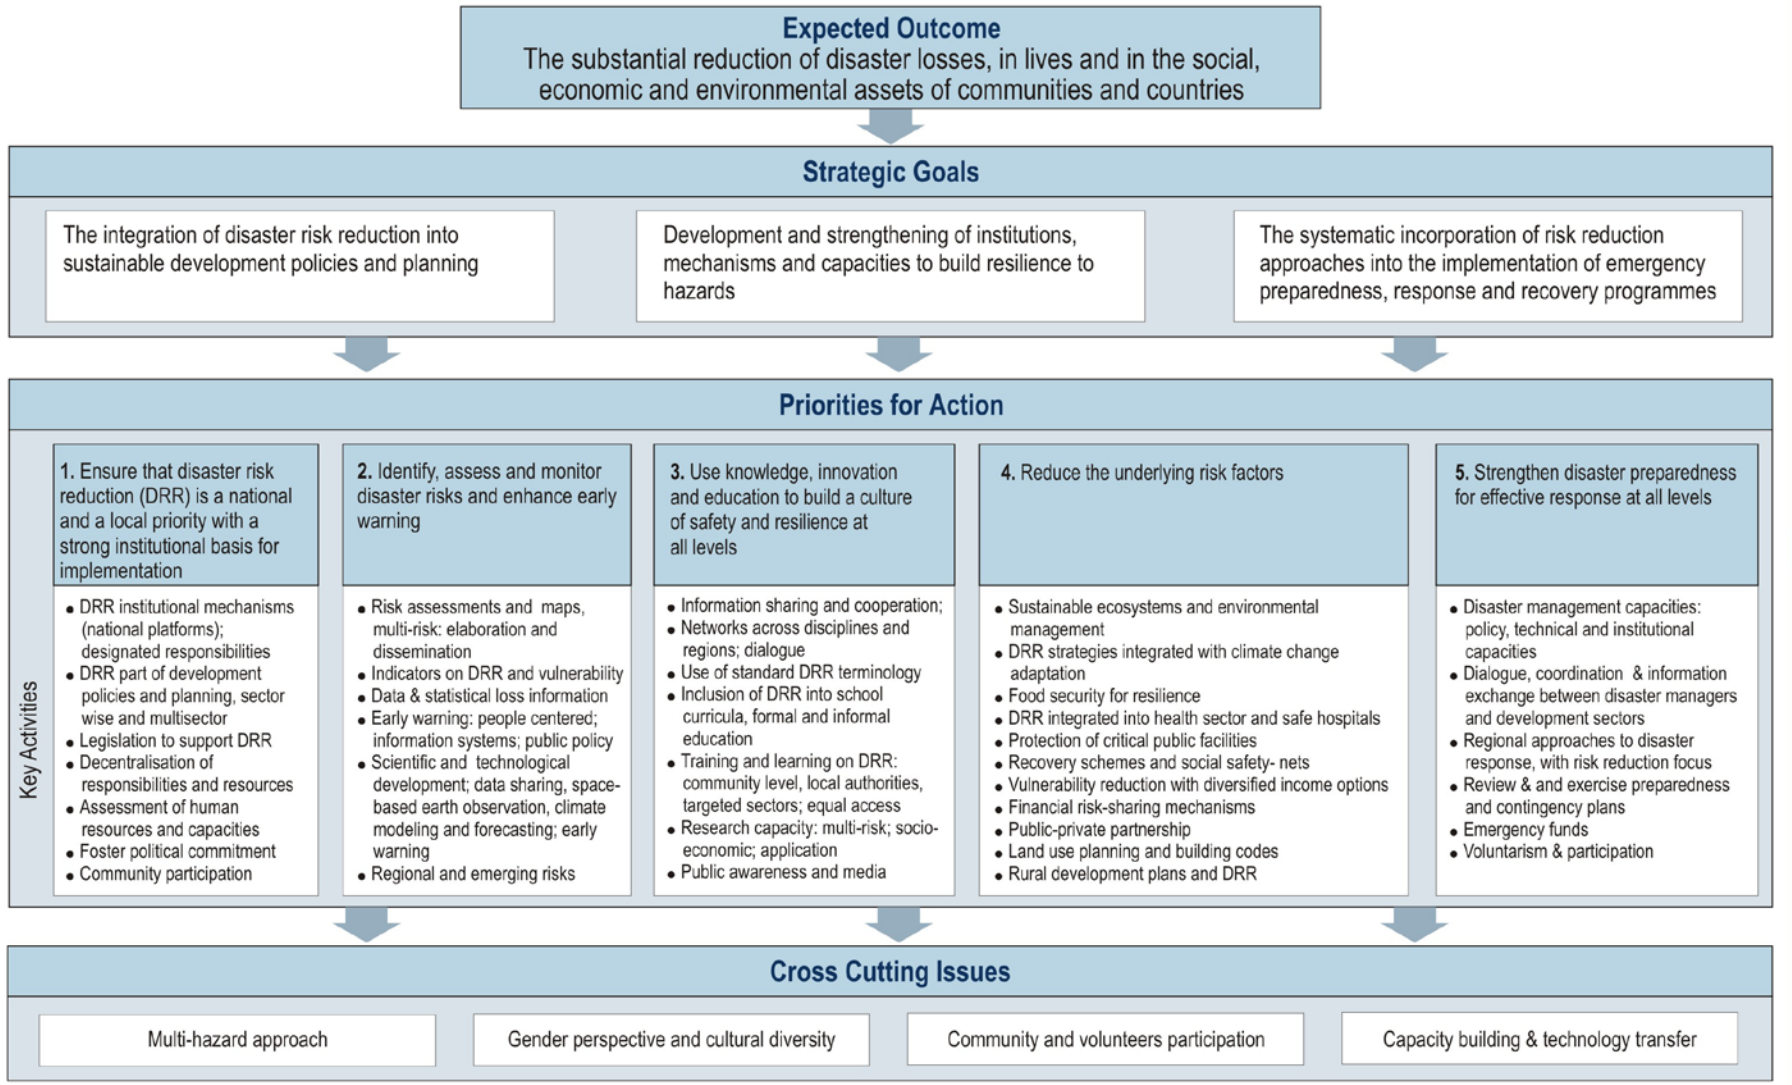 Expected Outcome
The substantial reduction of disaster losses, in lives and in the social,
economic and environmental assets of communities and countries
Strategic Goals
The integration of disaster risk reduction into
sustainable development policies and planning
Development and strengthening of institutions,
mechanisms and capacities to build resilience to
hazards
The systematic incorporation of risk reduction
approaches into the implementation of emergency
preparedness, response and recovery programmes
Priorities for Action
Key Activities
1. Ensure that disaster risk
reduction (DRR) is a national
and a local priority with a
strong institutional basis for
implementation
• DRR institutional mechanisms
(national platforms);
designated responsibilities
• DRR part of development
policies and planning, sector
wise and multisector
• Legislation to support DRR
• Decentralisation of
responsibilities and resources
• Assessment of human
resources and capacities
• Foster political commitment
• Community participation
2. Identify, assess and monitor
disaster risks and enhance early
warning
• Risk assessments and maps,
multi-risk: elaboration and
dissemination
• Indicators on DRR and vulnerability
• Data & statistical loss information
• Early warning: people centered;
information systems; public policy
• Scientific and technological
development; data sharing, space-
based earth observation, climate
modeling and forecasting; early
warning
• Regional and emerging risks
3. Use knowledge, innovation
and education to build a culture
of safety and resilience at
all levels
• Information sharing and cooperation;
• Networks across disciplines and
regions; dialogue
• Use of standard DRR terminology
• Inclusion of DRR into school
curricula, formal and informal
education
• Training and learning on DRR:
community level, local authorities,
targeted sectors; equal access
• Research capacity: multi-risk; socio-
economic; application
• Public awareness and media
4. Reduce the underlying risk factors
• Sustainable ecosystems and environmental
management
• DRR strategies integrated with climate change
adaptation
• Food security for resilience
• DRR integrated into health sector and safe hospitals
• Protection of critical public facilities
• Recovery schemes and social safety- nets
• Vulnerability reduction with diversified income options
• Financial risk-sharing mechanisms
• Public-private partnership
• Land use planning and building codes
• Rural development plans and DRR
5. Strengthen disaster preparedness
for effective response at all levels
• Disaster management capacities:
policy, technical and institutional
capacities
• Dialogue, coordination & information
exchange between disaster managers
and development sectors
• Regional approaches to disaster
response, with risk reduction focus
• Review & and exercise preparedness
and contingency plans
• Emergency funds
• Voluntarism & participation
Cross Cutting Issues
Multi-hazard approach
Gender perspective and cultural diversity
Community and volunteers participation
Capacity building & technology transfer